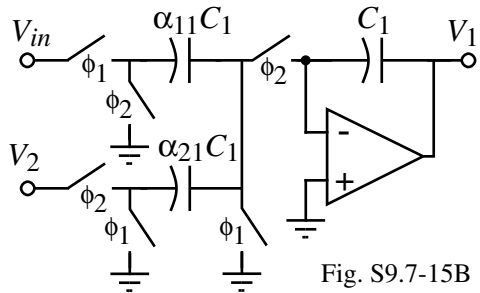 V_in
α₁₁C₁
C₁
V₁
ϕ₁
ϕ₂
ϕ₂
V₂
α₂₁C₁
-
+
ϕ₂
ϕ₁
ϕ₁
Fig. S9.7-15B